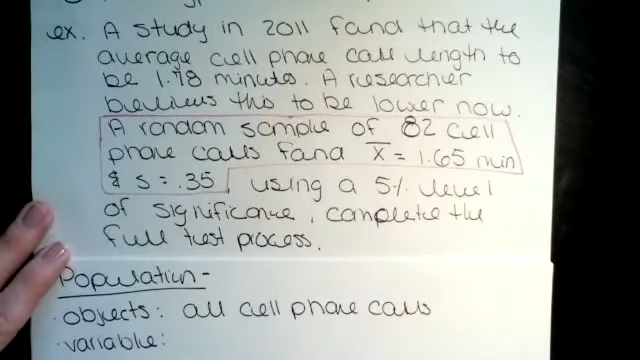 ex. A study in 2011 found that the
average cell phone call length to
be 1.78 minute. A researcher
believes this to be lower now.
A random sample of 82 cell
phone calls found x̄ = 1.65 min
& s = .35, using a 5% level
of significance, complete the
full test process.
Population-
· objects: all cell phone calls
· variable: